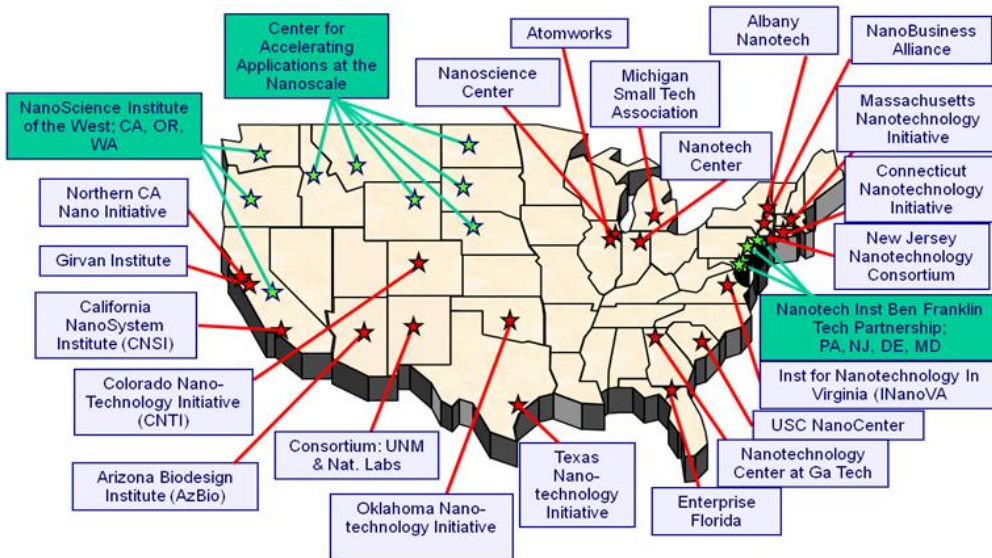 Center for
Accelerating
Applications at the
Nanoscale
Atomworks
Albany
Nanotech
NanoBusiness
Alliance
Nanoscience
Center
Michigan
Small Tech
Association
Massachusetts
Nanotechnology
Initiative
NanoScience Institute
of the West; CA, OR,
WA
Nanotech
Center
Connecticut
Nanotechnology
Initiative
Northern CA
Nano Initiative
Girvan Institute
New Jersey
Nanotechnology
Consortium
California
NanoSystem
Institute (CNSI)
Nanotech Inst Ben Franklin
Tech Partnership;
PA, NJ, DE, MD
Colorado Nano-
Technology Initiative
(CNTI)
Inst for Nanotechnology In
Virginia (INanoVA
USC NanoCenter
Arizona Biodesign
Institute (AzBio)
Consortium: UNM
& Nat. Labs
Oklahoma Nano-
technology Initiative
Texas
Nano-
technology
Initiative
Nanotechnology
Center at Ga Tech
Enterprise
Florida